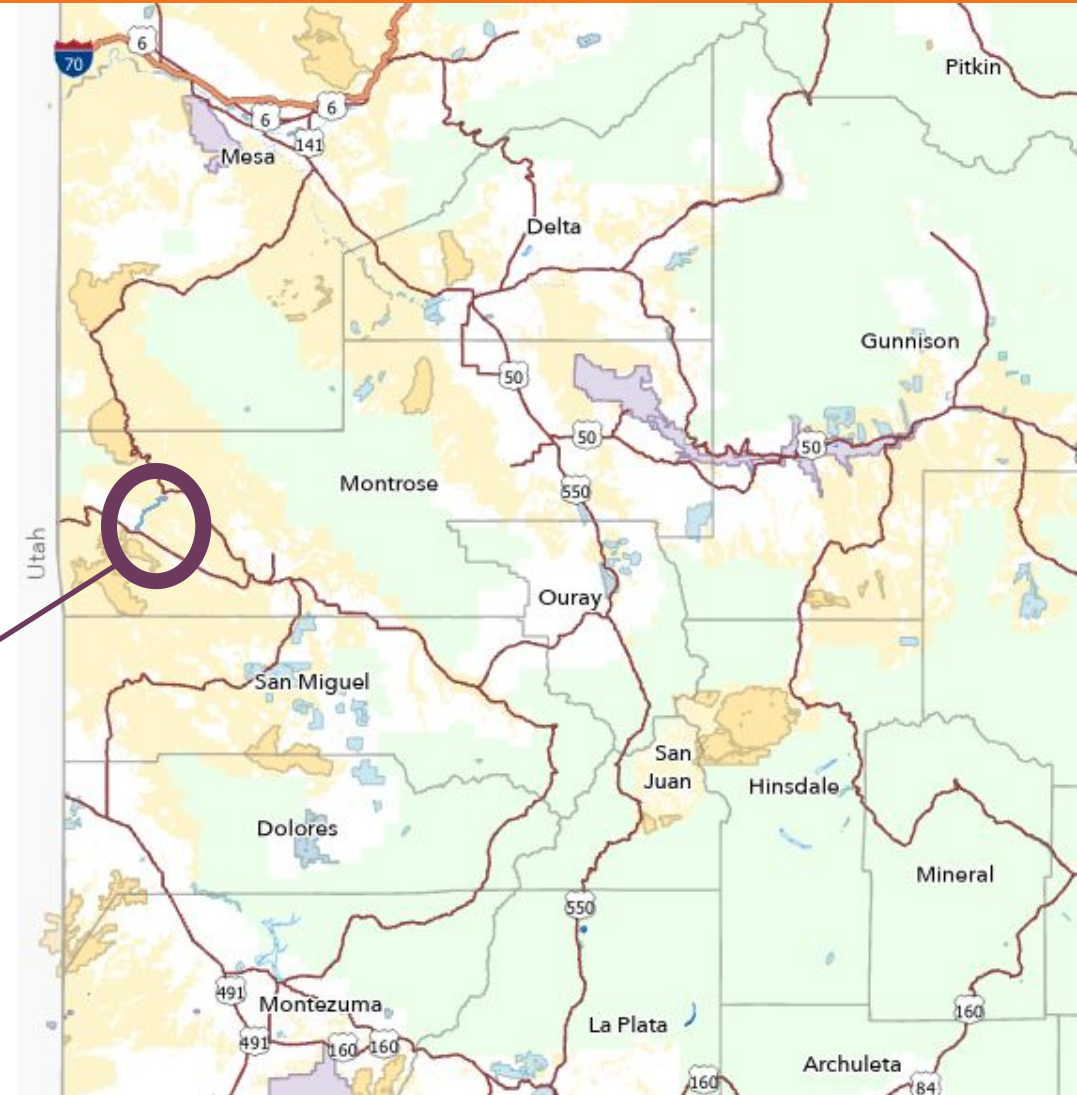 6
70
Pitkin
6
6
141
Mesa
Delta
Gunnison
50
50
50
Montrose
550
Utah
Ouray
San Miguel
San
Juan
Hinsdale
Dolores
Mineral
550
491
Montezuma
160
La Plata
491
160
160
Archuleta
160
84